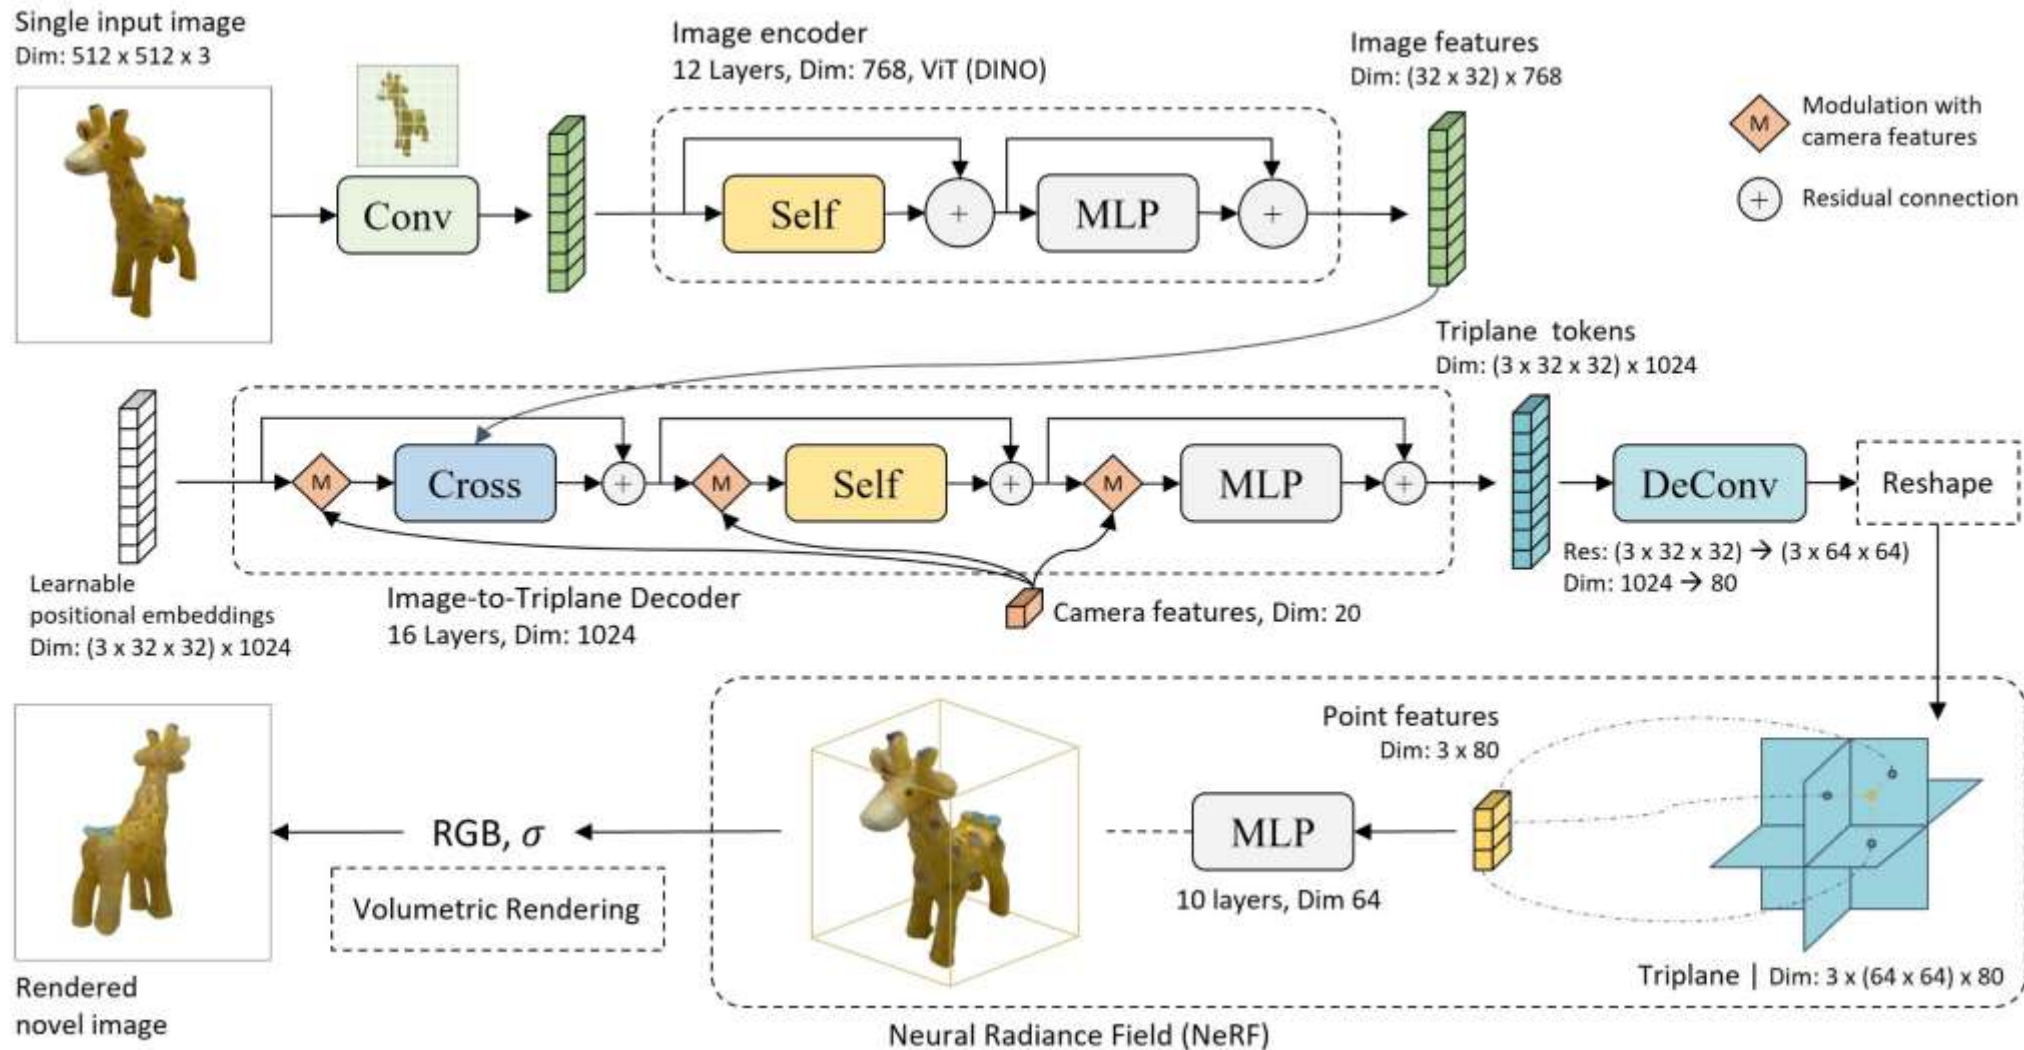 Single input image
Dim: 512 x 512 x 3
Image encoder
12 Layers, Dim: 768, ViT (DINO)
Image features
Dim: (32 x 32) x 768
Conv
Self
+
MLP
+
M
Modulation with
camera features
+
Residual connection
Triplane tokens
Dim: (3 x 32 x 32) x 1024
M
Cross
+
M
Self
+
M
MLP
+
DeConv
Reshape
Res: (3 x 32 x 32) → (3 x 64 x 64)
Dim: 1024 → 80
Learnable
positional embeddings
Dim: (3 x 32 x 32) x 1024
Image-to-Triplane Decoder
16 Layers, Dim: 1024
Camera features, Dim: 20
Point features
Dim: 3 x 80
MLP
10 layers, Dim 64
RGB, σ
Volumetric Rendering
Triplane | Dim: 3 x (64 x 64) x 80
Rendered
novel image
Neural Radiance Field (NeRF)